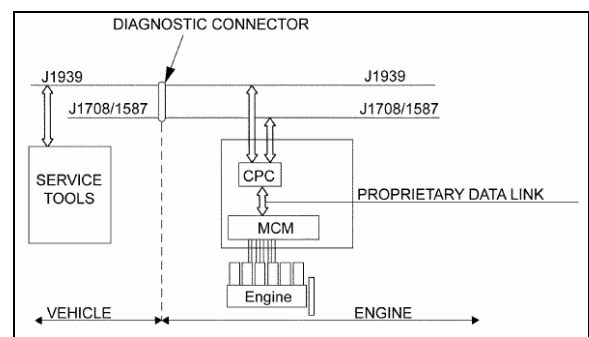 DIAGNOSTIC CONNECTOR
J1939
J1939
J1708/1587
J1708/1587
SERVICE
TOOLS
CPC
PROPRIETARY DATA LINK
MCM
Engine
VEHICLE
ENGINE